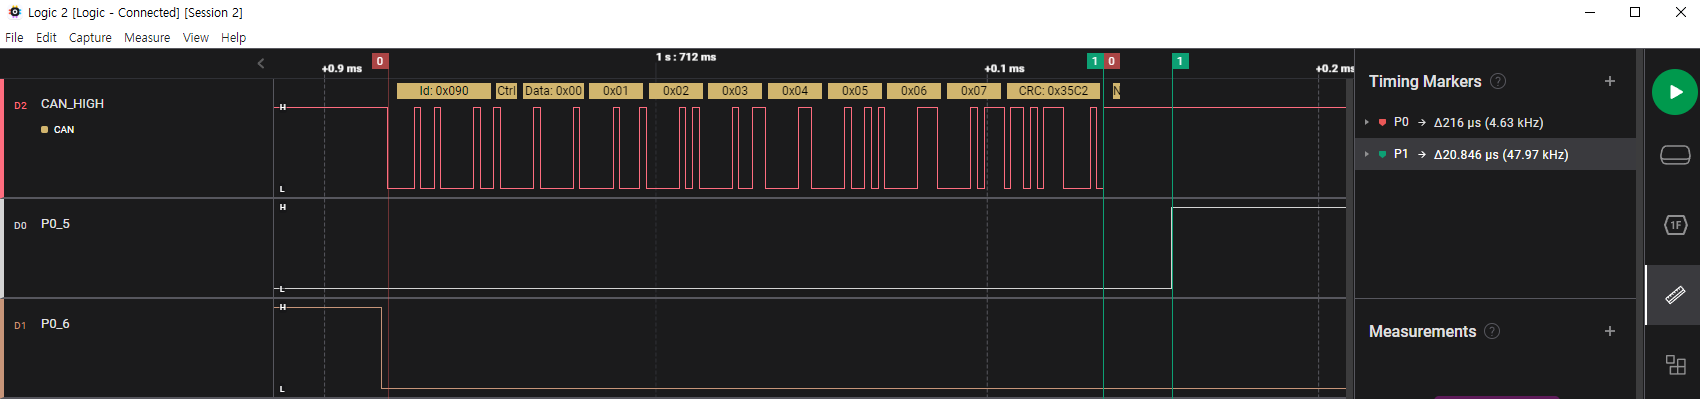 Logic 2 [Logic - Connected] [Session 2]
File Edit Capture Measure View Help
+0.9 ms 0 1 s : 712 ms +0.1 ms 1 0 1 +0.2 ms
D2 CAN_HIGH
CAN
H
L
Id: 0x090 Ctrl Data: 0x00 0x01 0x02 0x03 0x04 0x05 0x06 0x07 CRC: 0x35C2 N
D0 P0_5
H
L
D1 P0_6
H
L
Timing Markers ? +
P0 → Δ216 µs (4.63 kHz)
P1 → Δ20.846 µs (47.97 kHz)
Measurements ? +
1F